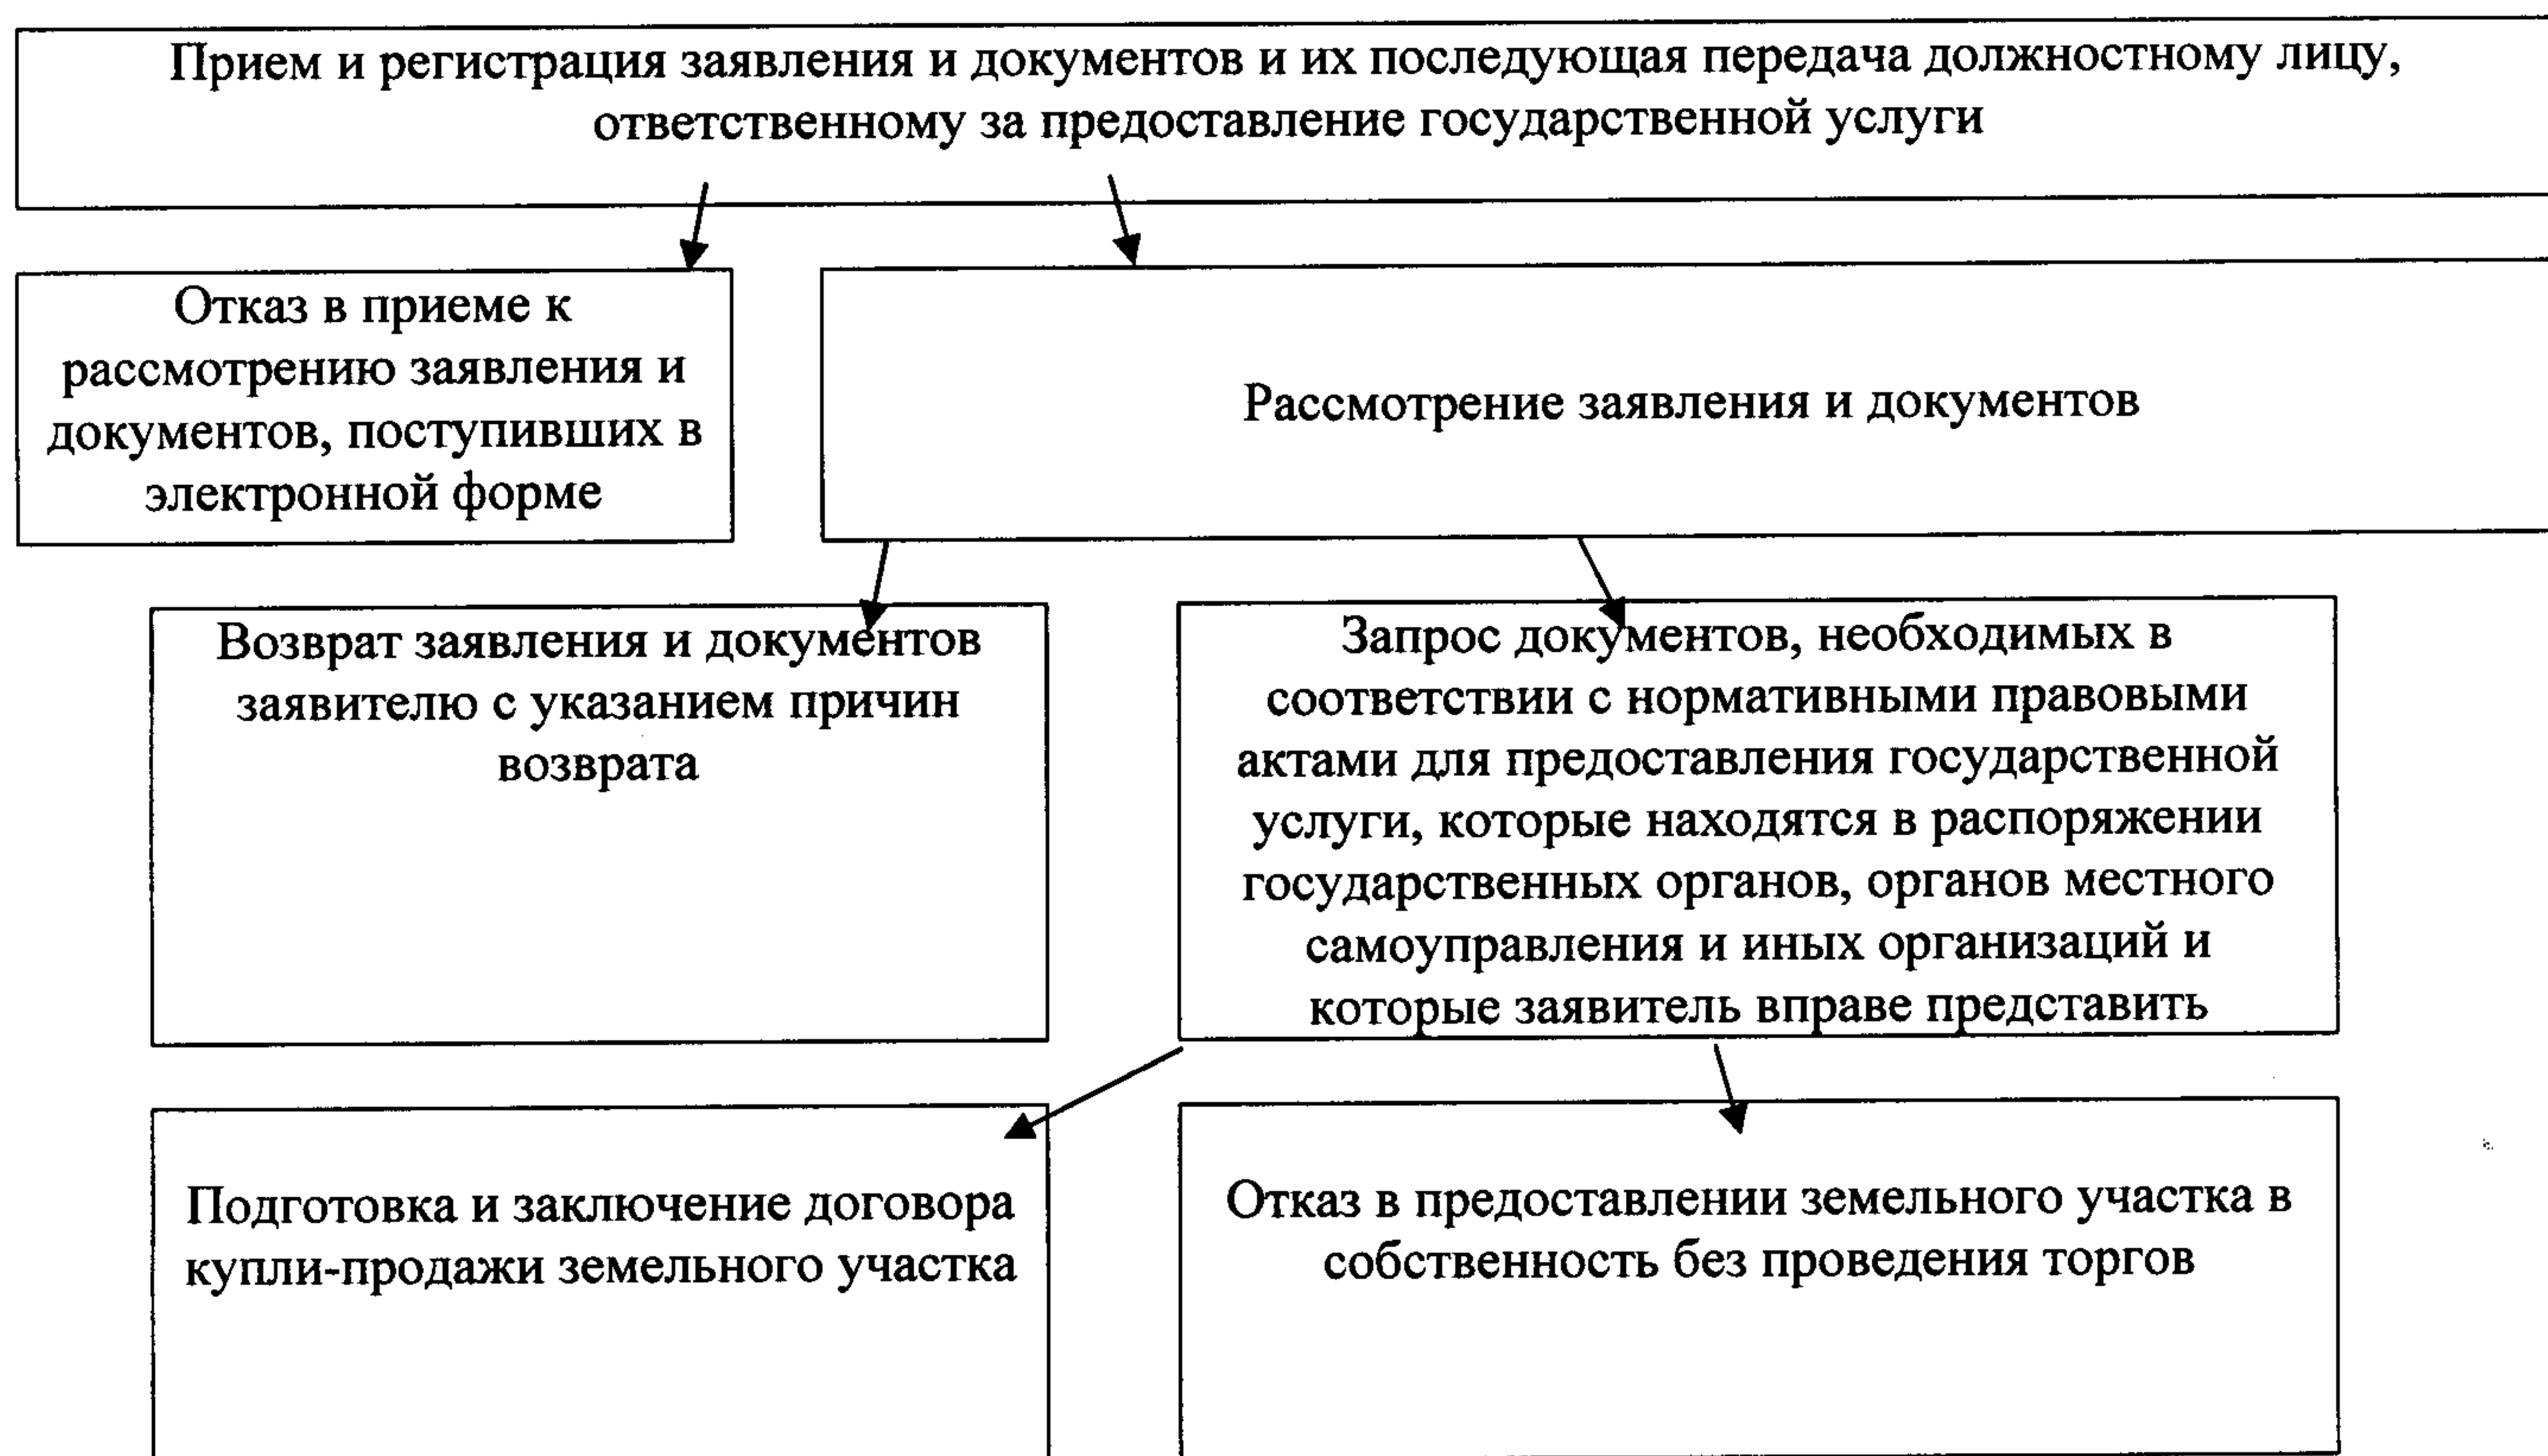 Прием и регистрация заявления и документов и их последующая передача должностному лицу,
ответственному за предоставление государственной услуги
Отказ в приеме к
рассмотрению заявления и
документов, поступивших в
электронной форме
Рассмотрение заявления и документов
Возврат заявления и документов
заявителю с указанием причин
возврата
Запрос документов, необходимых в
соответствии с нормативными правовыми
актами для предоставления государственной
услуги, которые находятся в распоряжении
государственных органов, органов местного
самоуправления и иных организаций и
которые заявитель вправе представить
Подготовка и заключение договора
купли-продажи земельного участка
Отказ в предоставлении земельного участка в
собственность без проведения торгов